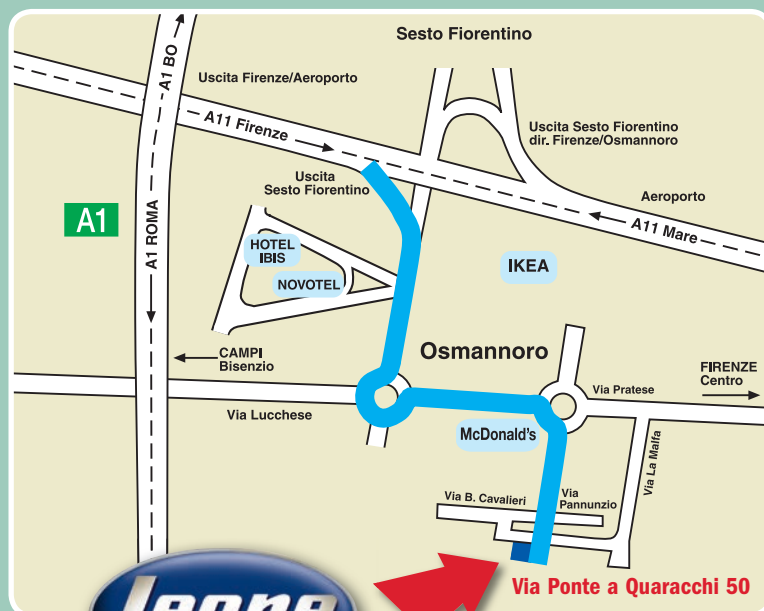 Sesto Fiorentino
A1 BO
Uscita Firenze/Aeroporto
A11 Firenze
Uscita Sesto Fiorentino
dir. Firenze/Osmannoro
Uscita
Sesto Fiorentino
Aeroporto
A11 Mare
A1
A1 ROMA
HOTEL
IBIS
NOVOTEL
IKEA
CAMPI
Bisenzio
Osmannoro
FIRENZE
Centro
Via Pratese
Via Lucchese
McDonald's
Via La Malfa
Via B. Cavalieri
Via
Pannunzio
Via Ponte a Quaracchi 50
Leone